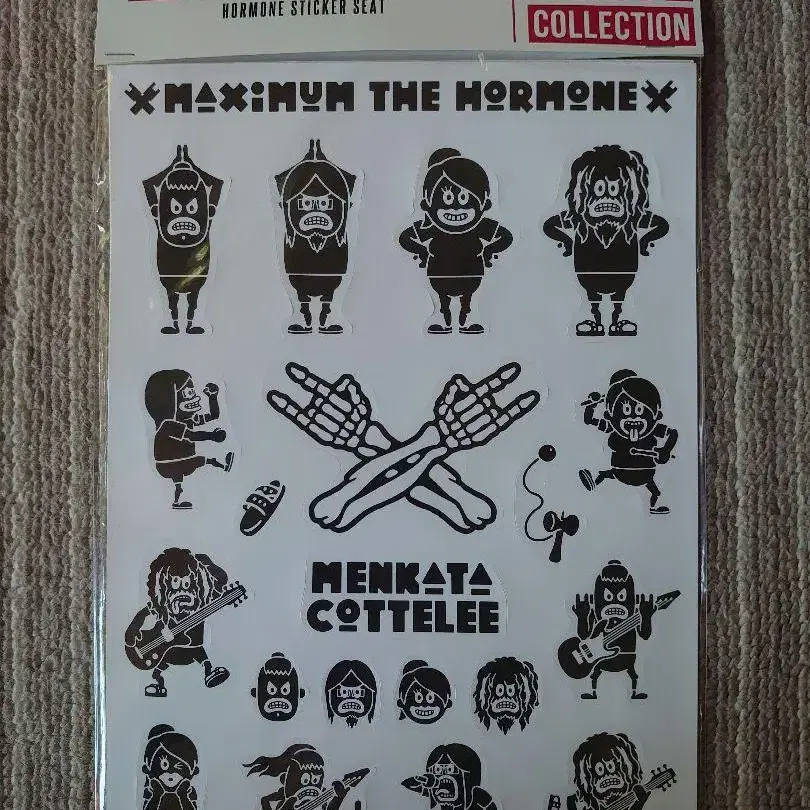 HORMONE STICKER SEAT
COLLECTION
MAXiMUM THE HORMONE
MENKATA
COTTELEE